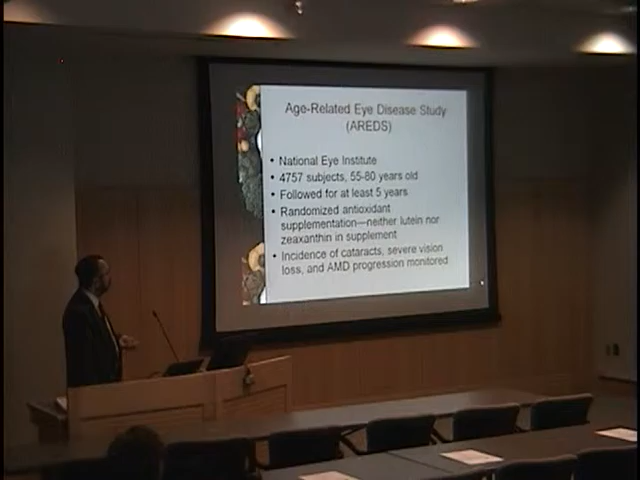 Age-Related Eye Disease Study
(AREDS)
• National Eye Institute
• 4757 subjects, 55-80 years old
• Followed for at least 5 years
• Randomized antioxidant
supplementation—neither lutein nor
zeaxanthin in supplement
• Incidence of cataracts, severe vision
loss, and AMD progression monitored